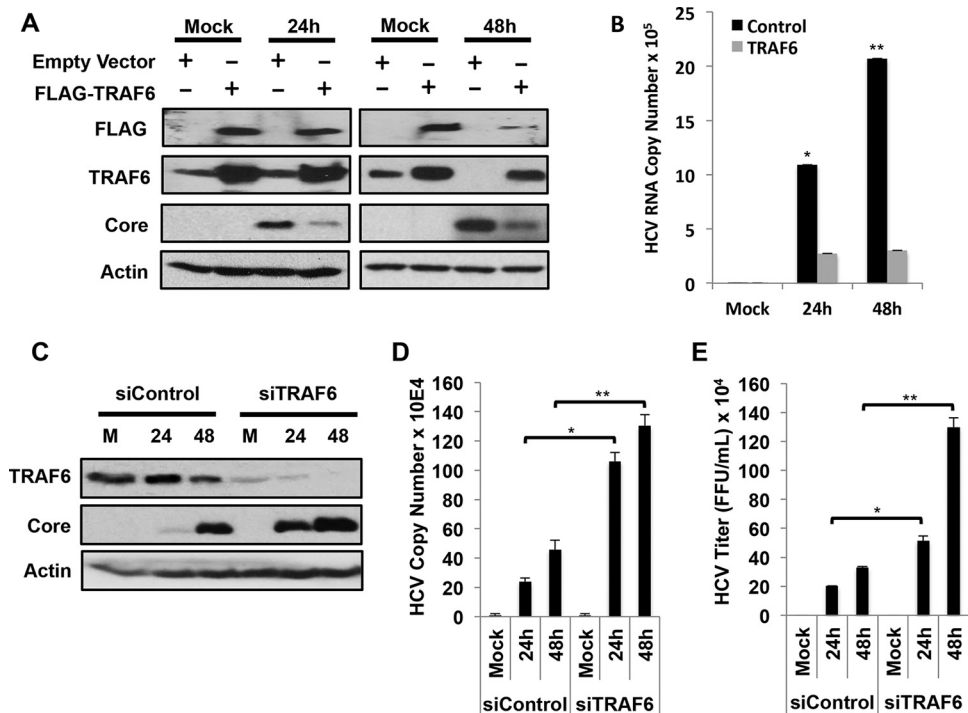 A
Mock 24h Mock 48h
Empty Vector + – + – + – + –
FLAG-TRAF6 – + – + – + – +
FLAG
TRAF6
Core
Actin
B
HCV RNA Copy Number x 10⁵
25
20
15
10
5
0
Control
TRAF6
*
**
Mock 24h 48h
C
siControl siTRAF6
M 24 48 M 24 48
TRAF6
Core
Actin
D
HCV Copy Number x 10E4
160
140
120
100
80
60
40
20
0
*
**
Mock 24h 48h Mock 24h 48h
siControl siTRAF6
E
HCV Titer (FFU/mL) x 10⁴
160
140
120
100
80
60
40
20
0
*
**
Mock 24h 48h Mock 24h 48h
siControl siTRAF6